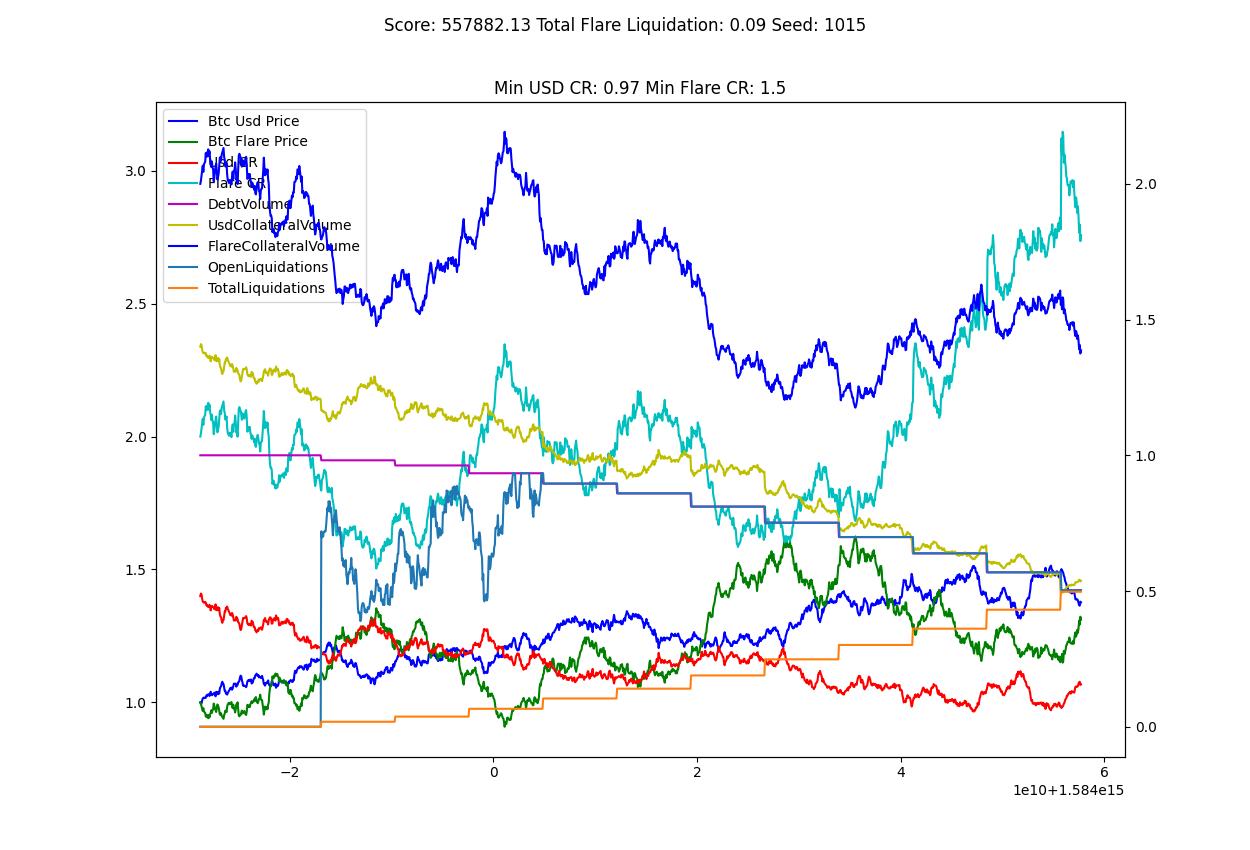 Score: 557882.13 Total Flare Liquidation: 0.09 Seed: 1015
Min USD CR: 0.97 Min Flare CR: 1.5
Btc Usd Price
Btc Flare Price
Usd CR
Flare CR
DebtVolume
UsdCollateralVolume
FlareCollateralVolume
OpenLiquidations
TotalLiquidations
3.0
2.5
2.0
1.5
1.0
2.0
1.5
1.0
0.5
0.0
−2
0
2
4
6
1e10+1.584e15